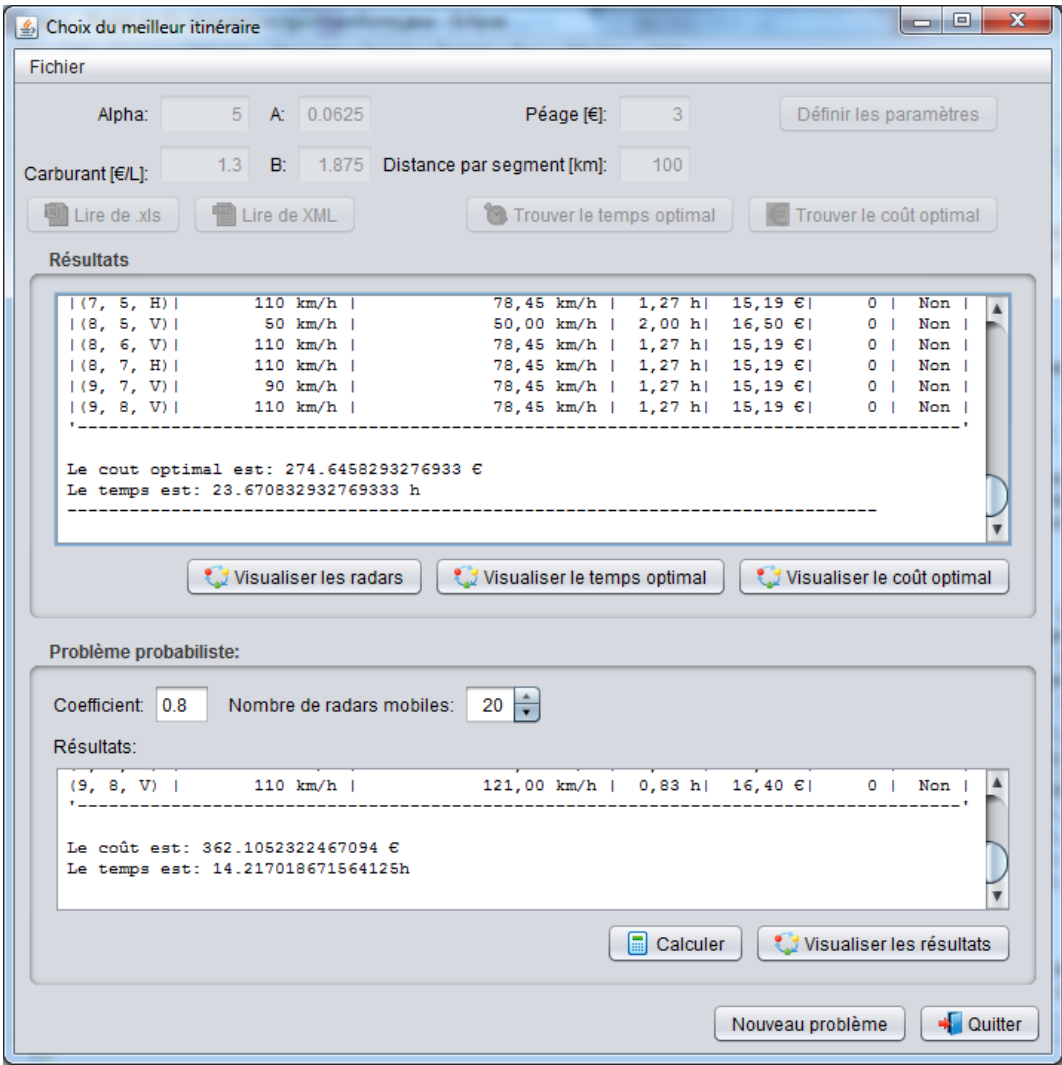 Choix du meilleur itinéraire
Fichier
Alpha: 5 A: 0.0625 Péage [€]: 3 Définir les paramètres
Carburant [€/L]: 1.3 B: 1.875 Distance par segment [km]: 100
Lire de .xls Lire de XML Trouver le temps optimal Trouver le coût optimal
Résultats
|(7, 5, H)| 110 km/h | 78,45 km/h | 1,27 h| 15,19 €| 0 | Non |
|(8, 5, V)| 50 km/h | 50,00 km/h | 2,00 h| 16,50 €| 0 | Non |
|(8, 6, V)| 110 km/h | 78,45 km/h | 1,27 h| 15,19 €| 0 | Non |
|(8, 7, H)| 110 km/h | 78,45 km/h | 1,27 h| 15,19 €| 0 | Non |
|(9, 7, V)| 90 km/h | 78,45 km/h | 1,27 h| 15,19 €| 0 | Non |
|(9, 8, V)| 110 km/h | 78,45 km/h | 1,27 h| 15,19 €| 0 | Non |
'-------------------------------------------------------------------------------------'
Le cout optimal est: 274.6458293276933 €
Le temps est: 23.670832932769333 h
------------------------------------------------------------------------------
Visualiser les radars Visualiser le temps optimal Visualiser le coût optimal
Problème probabiliste:
Coefficient: 0.8 Nombre de radars mobiles: 20
Résultats:
(9, 8, V) | 110 km/h | 121,00 km/h | 0,83 h| 16,40 €| 0 | Non |
'-------------------------------------------------------------------------------------'
Le coût est: 362.1052322467094 €
Le temps est: 14.217018671564125h
Calculer Visualiser les résultats
Nouveau problème Quitter